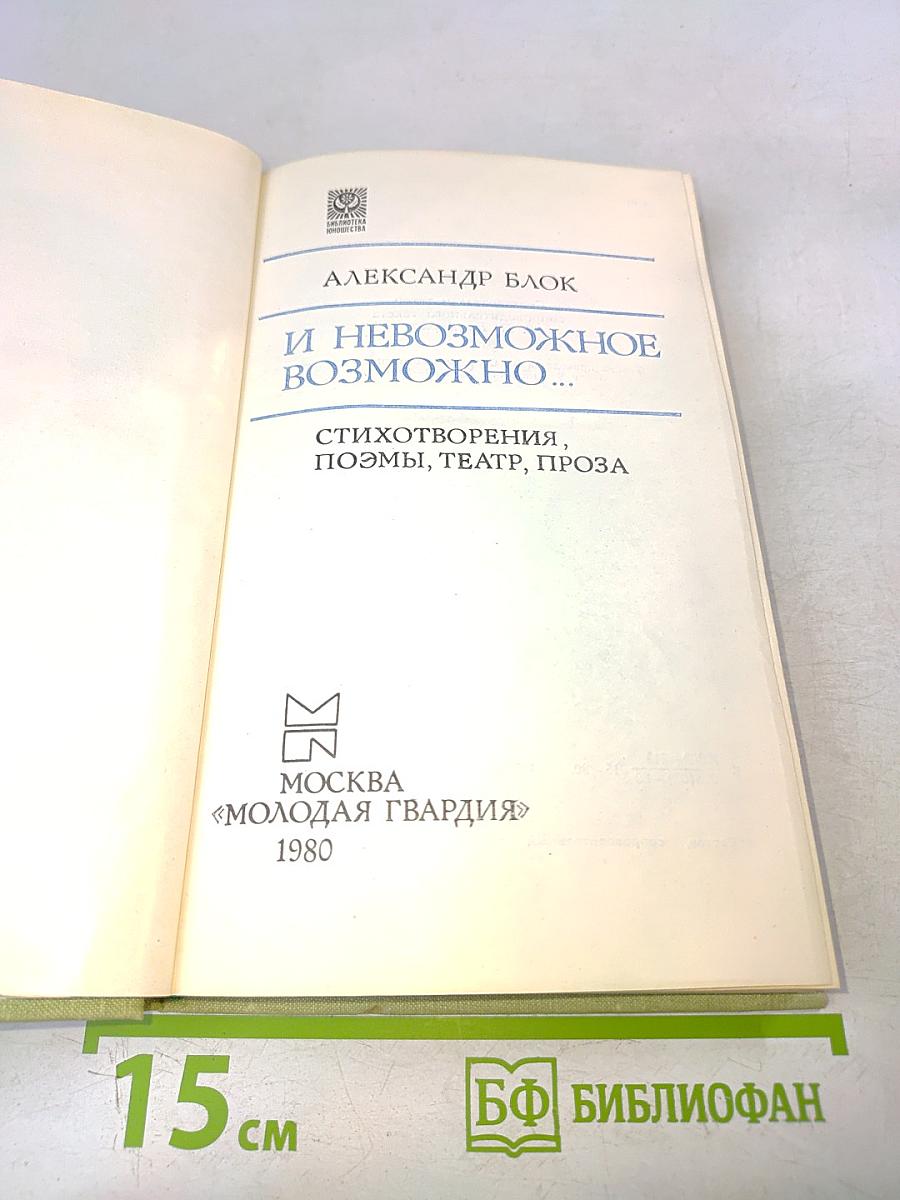 БИБЛИОТЕКА
ЮНОШЕСТВА
АЛЕКСАНДР БЛОК
И НЕВОЗМОЖНОЕ
ВОЗМОЖНО...
СТИХОТВОРЕНИЯ,
ПОЭМЫ, ТЕАТР, ПРОЗА
МОСКВА
«МОЛОДАЯ ГВАРДИЯ»
1980
15 см
БФ БИБЛИОФАН